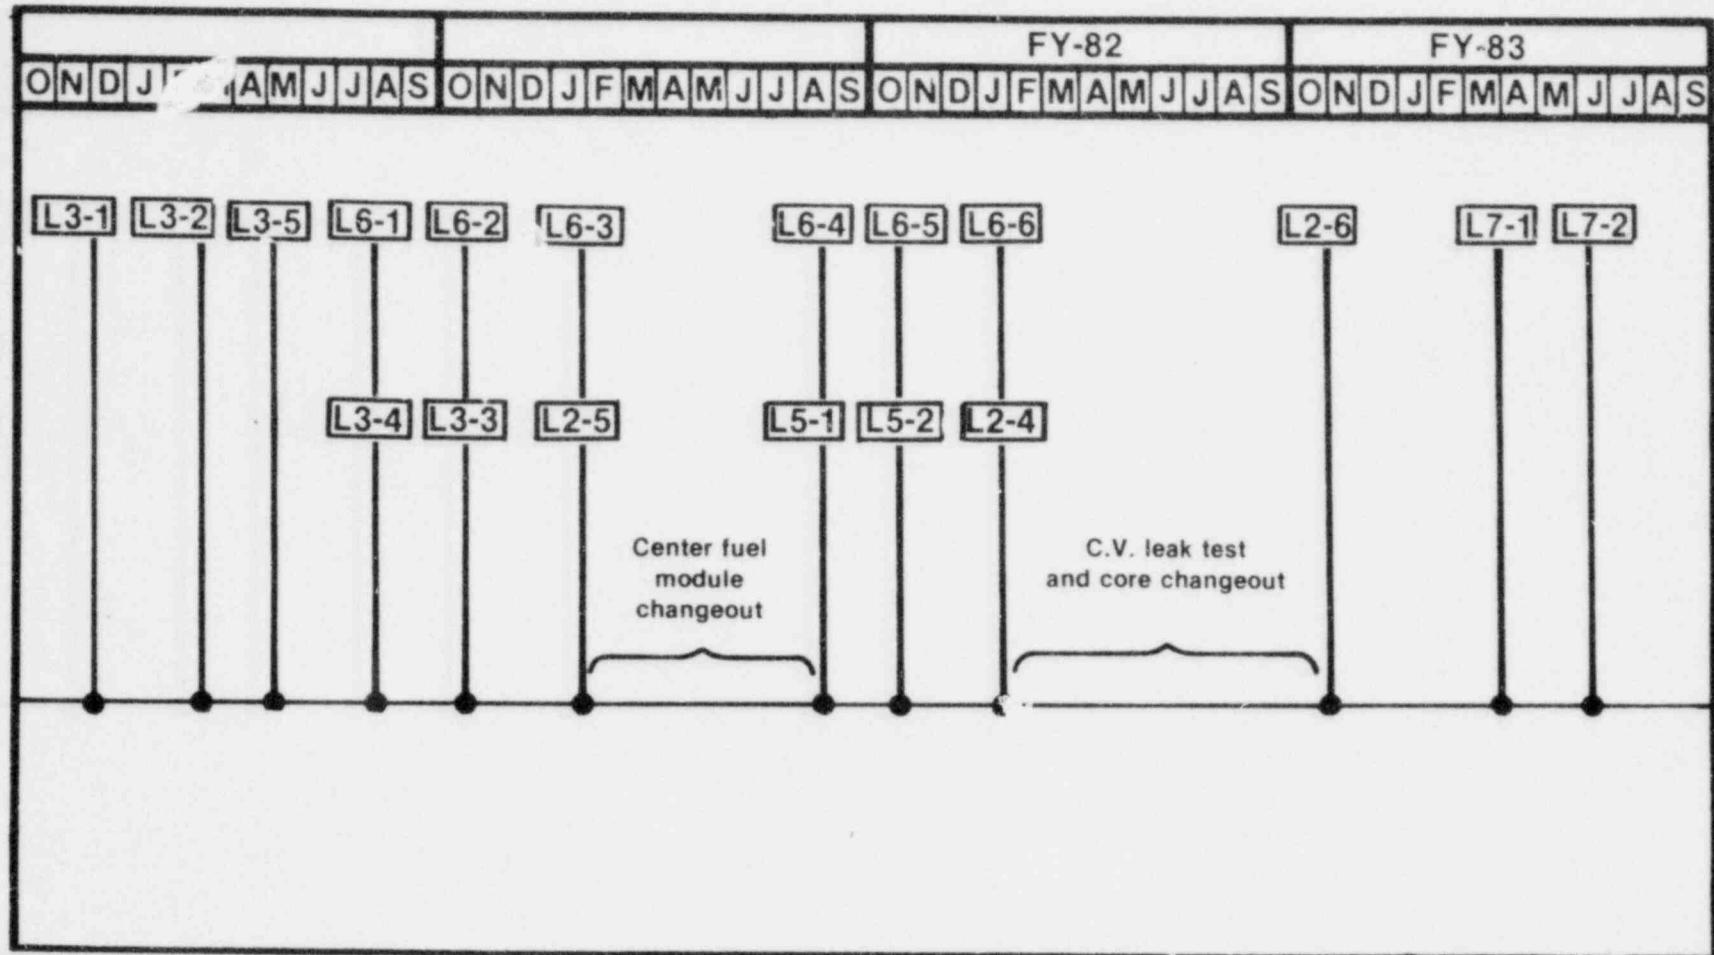 FY-82 FY-83
O N D J A M J J A S O N D J F M A M J J A S O N D J F M A M J J A S O N D J F M A M J J A S
L3-1 L3-2 L3-5 L6-1 L6-2 L6-3 L6-4 L6-5 L6-6 L2-6 L7-1 L7-2
L3-4 L3-3 L2-5 L5-1 L5-2 L2-4
Center fuel
module
changeout
C.V. leak test
and core changeout